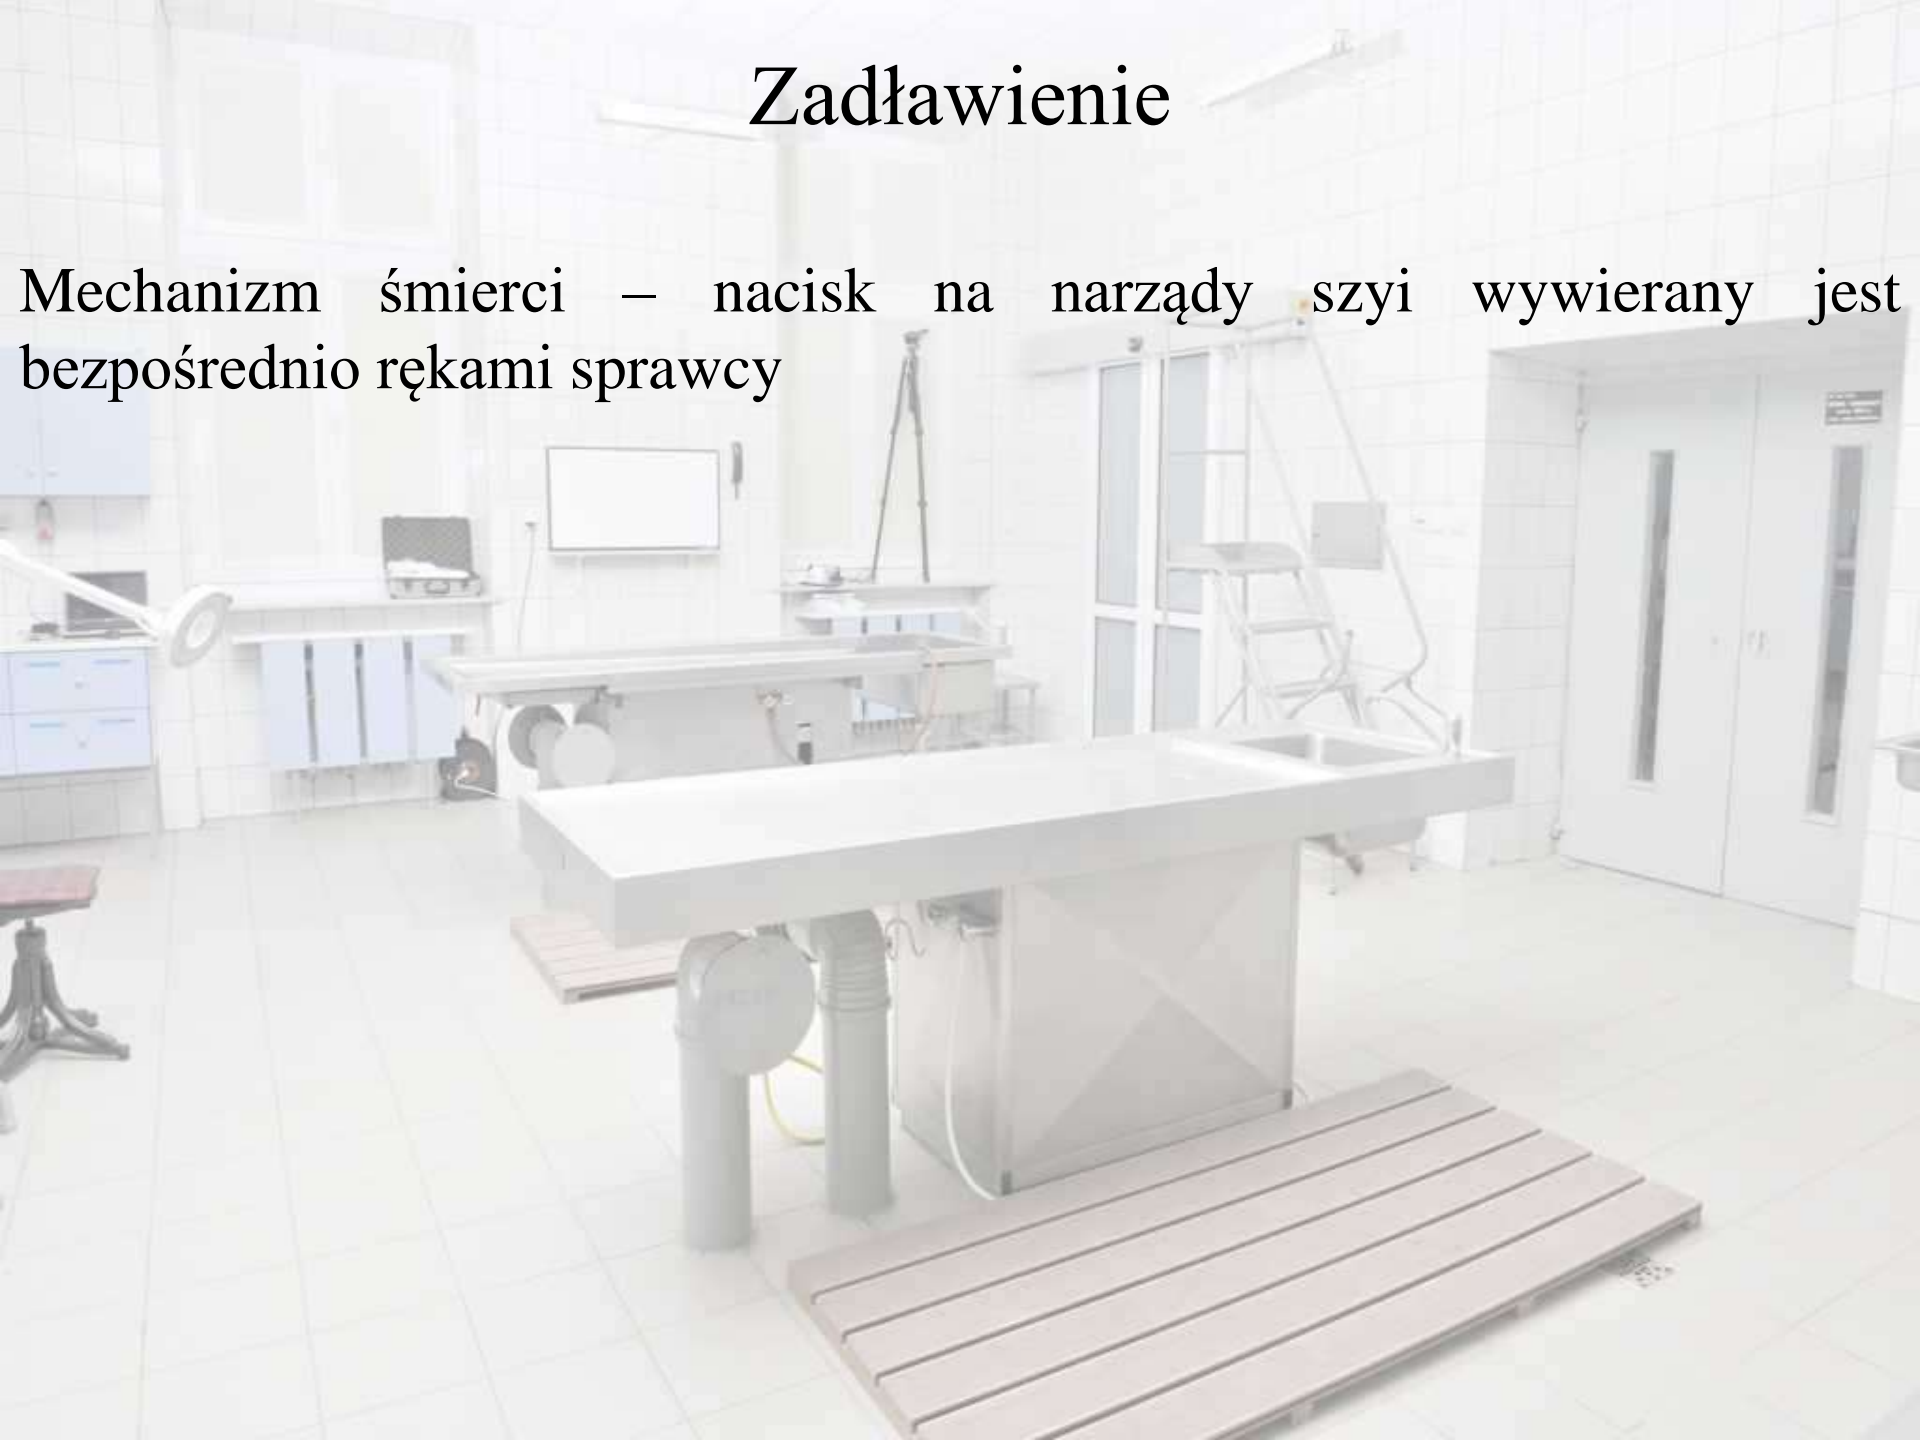 Zadławienie
Mechanizm śmierci – nacisk na narządy szyi wywierany jest
bezpośrednio rękami sprawcy